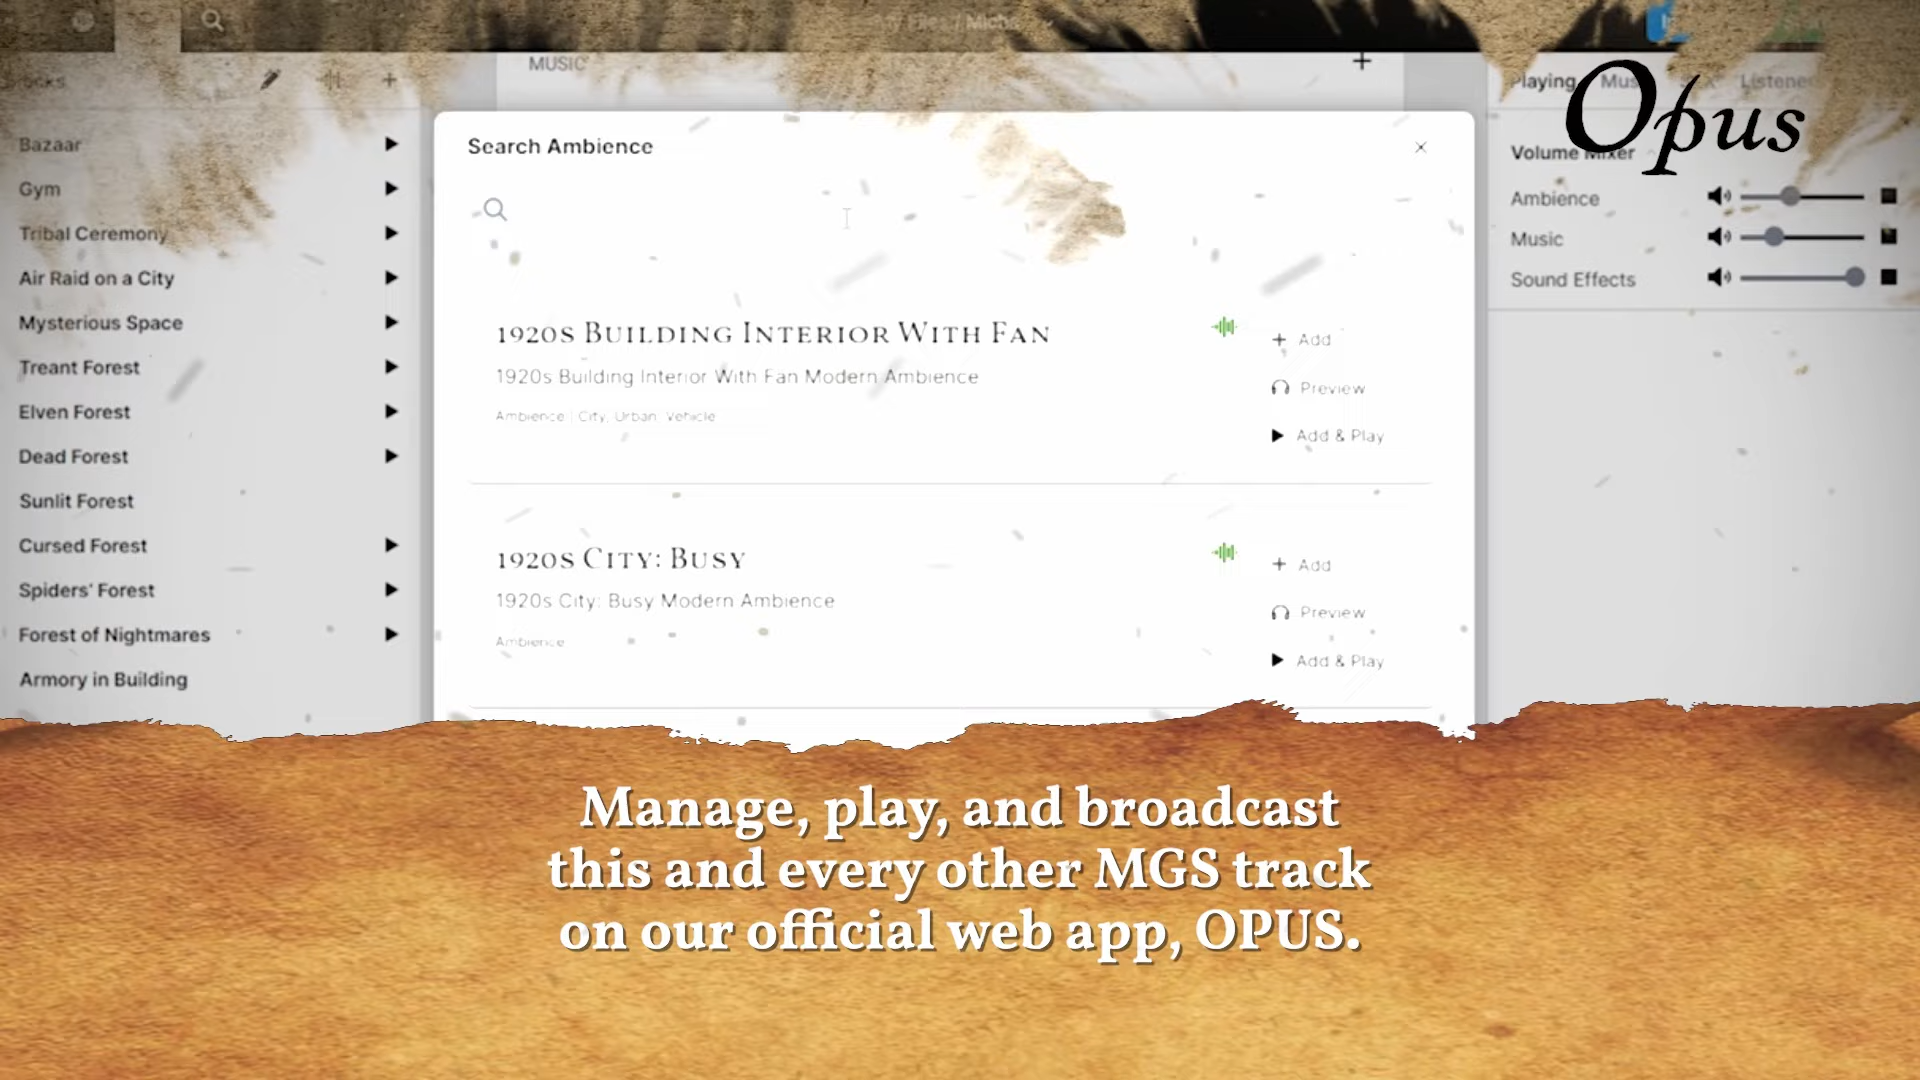 MUSIC
Bazaar
Gym
Tribal Ceremony
Air Raid on a City
Mysterious Space
Treant Forest
Elven Forest
Dead Forest
Sunlit Forest
Cursed Forest
Spiders' Forest
Forest of Nightmares
Armory in Building
Search Ambience
1920s Building Interior With Fan
1920s Building Interior With Fan Modern Ambience
Ambience | City, Urban, Vehicle
+ Add
Preview
Add & Play
1920s City: Busy
1920s City: Busy Modern Ambience
Ambience
+ Add
Preview
Add & Play
Playing
Opus
Volume Mixer
Ambience
Music
Sound Effects
Manage, play, and broadcast
this and every other MGS track
on our official web app, OPUS.